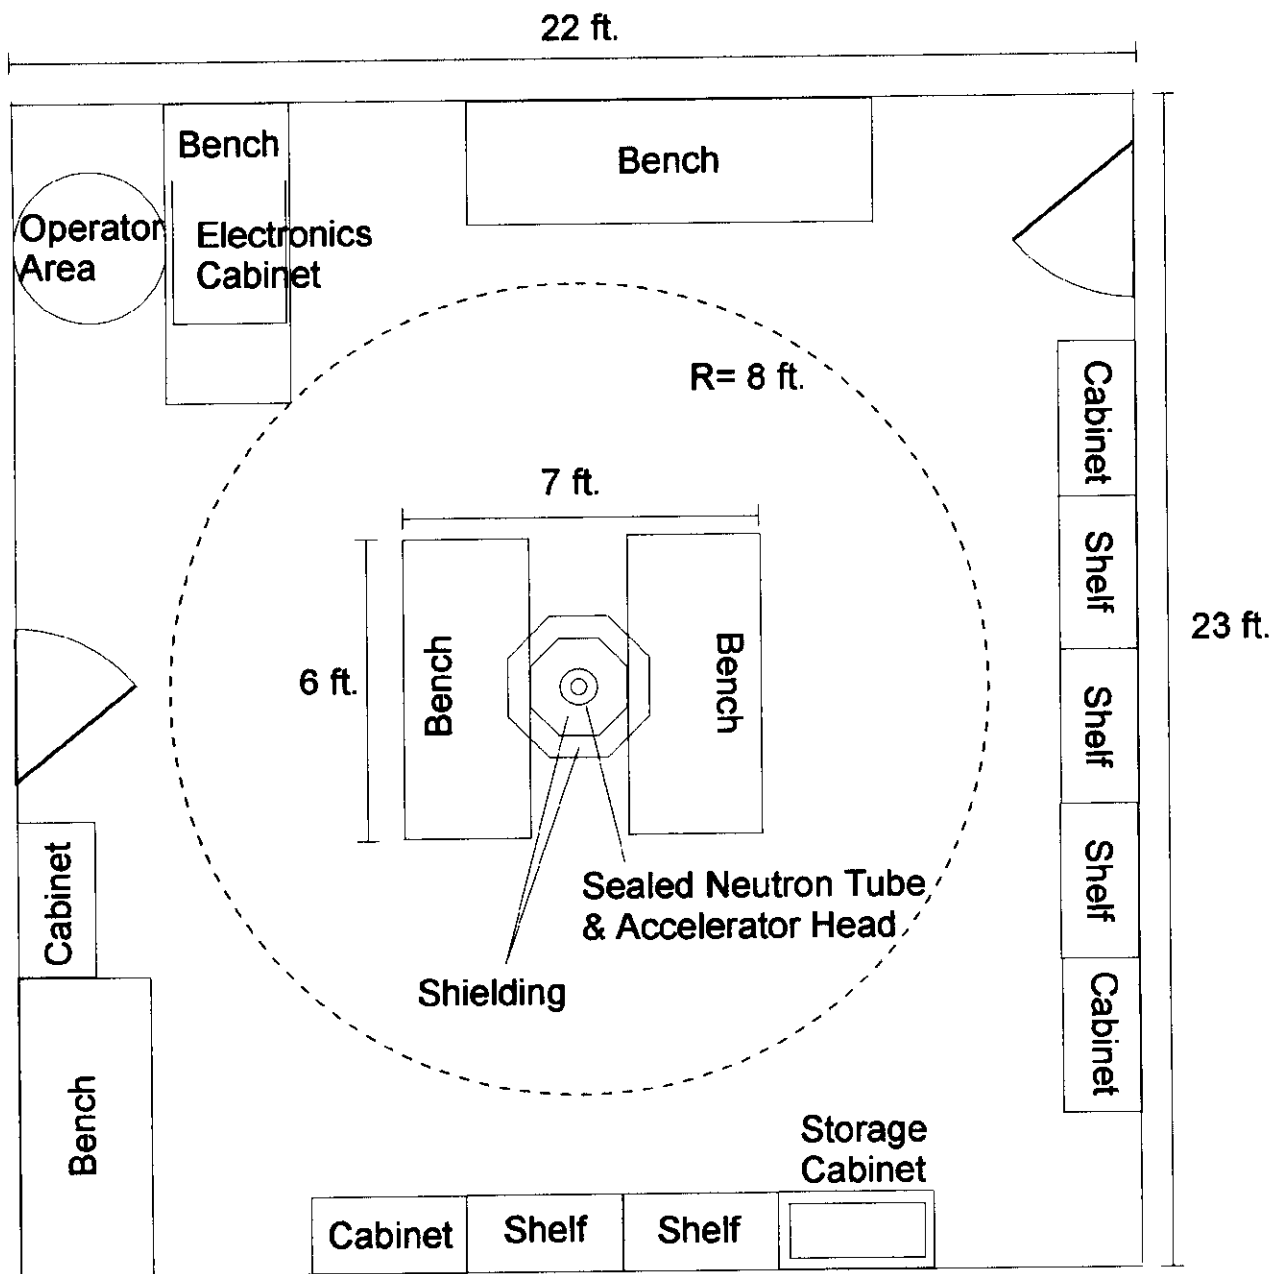 22 ft.
Bench
Bench
Operator
Area
Electronics
Cabinet
R= 8 ft.
Cabinet
7 ft.
Shelf
6 ft.
Bench
Bench
23 ft.
Shelf
Sealed Neutron Tube
& Accelerator Head
Shelf
Cabinet
Shielding
Cabinet
Bench
Storage
Cabinet
Cabinet
Shelf
Shelf